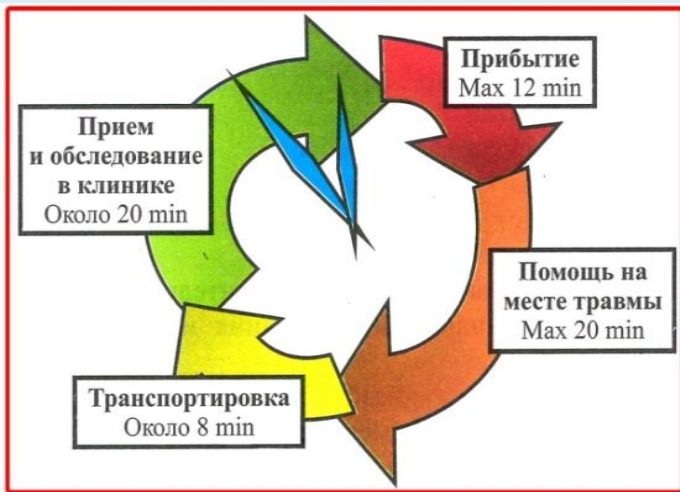 Прибытие
Max 12 min
Помощь на
месте травмы
Max 20 min
Транспортировка
Около 8 min
Прием
и обследование
в клинике
Около 20 min